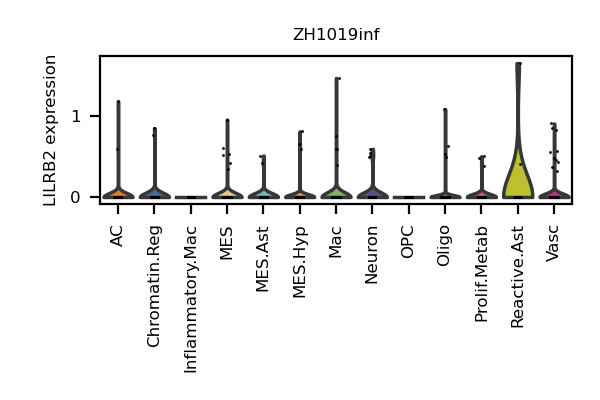 ZH1019inf
LILRB2 expression
1
0
AC
Chromatin.Reg
Inflammatory.Mac
MES
MES.Ast
MES.Hyp
Mac
Neuron
OPC
Oligo
Prolif.Metab
Reactive.Ast
Vasc